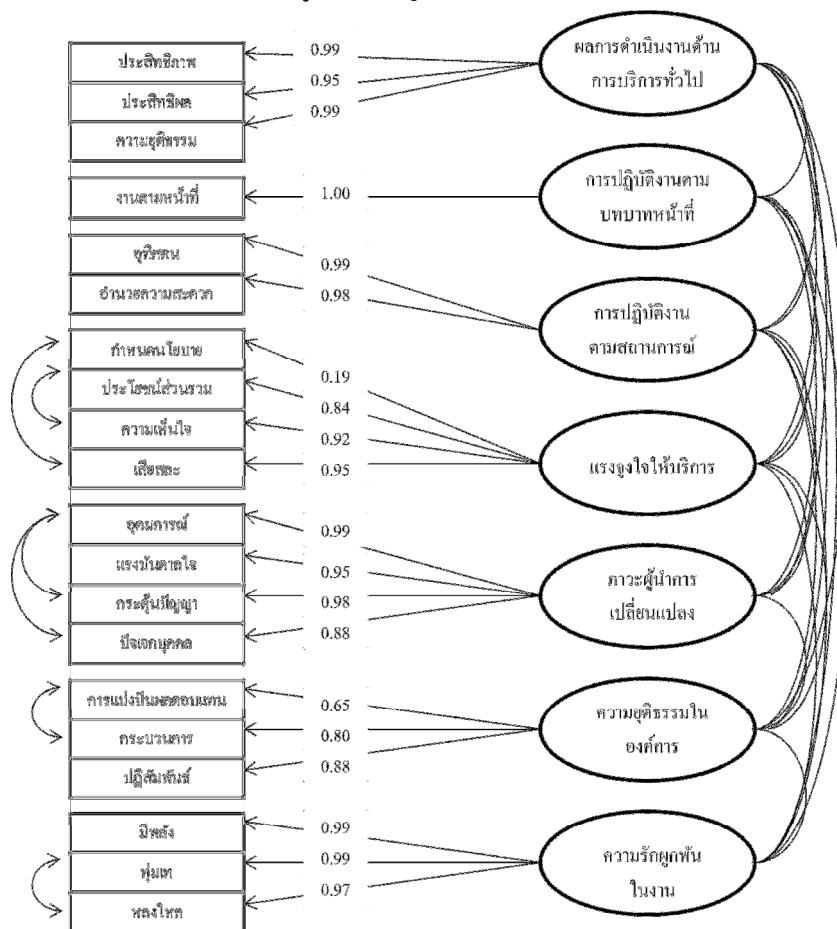 ผลการดำเนินงานด้าน
การบริการทั่วไป
0.99
0.95
0.99
ประสิทธิภาพ
ประสิทธิผล
ความยุติธรรม
การปฏิบัติงานตาม
บทบาทหน้าที่
1.00
งานตามหน้าที่
อุทิศตน
อำนวยความสะดวก
0.99
0.98
การปฏิบัติงาน
ตามสถานการณ์
กำหนดนโยบาย
ประโยชน์ส่วนรวม
ความเห็นใจ
เสียสละ
0.19
0.84
0.92
0.95
แรงจูงใจให้บริการ
อุดมการณ์
แรงบันดาลใจ
กระตุ้นปัญญา
ปัจเจกบุคคล
0.99
0.95
0.98
0.88
ภาวะผู้นำการ
เปลี่ยนแปลง
การแบ่งปันผลตอบแทน
กระบวนการ
ปฏิสัมพันธ์
0.65
0.80
0.88
ความยุติธรรมใน
องค์การ
มีพลัง
ทุ่มเท
หลงใหล
0.99
0.99
0.97
ความรักผูกพัน
ในงาน